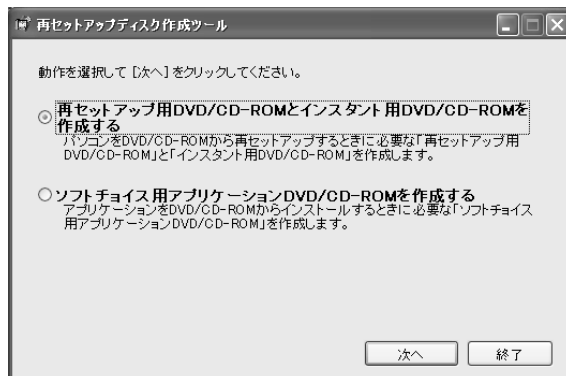 再セットアップディスク作成ツール
動作を選択して [次へ] をクリックしてください。
再セットアップ用DVD/CD-ROMとインスタント用DVD/CD-ROMを
作成する
パソコンをDVD/CD-ROMから再セットアップするときに必要な「再セットアップ用
DVD/CD-ROM」と「インスタント用DVD/CD-ROM」を作成します。
ソフトチョイス用アプリケーションDVD/CD-ROMを作成する
アプリケーションをDVD/CD-ROMからインストールするときに必要な「ソフトチョイス
用アプリケーションDVD/CD-ROM」を作成します。
次へ
終了